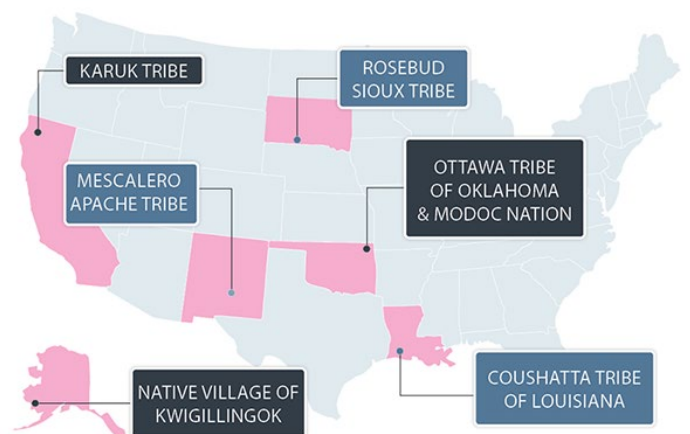 KARUK TRIBE
ROSEBUD
SIOUX TRIBE
MESCALERO
APACHE TRIBE
OTTAWA TRIBE
OF OKLAHOMA
& MODOC NATION
NATIVE VILLAGE OF
KWIGILLINGOK
COUSHATTA TRIBE
OF LOUISIANA